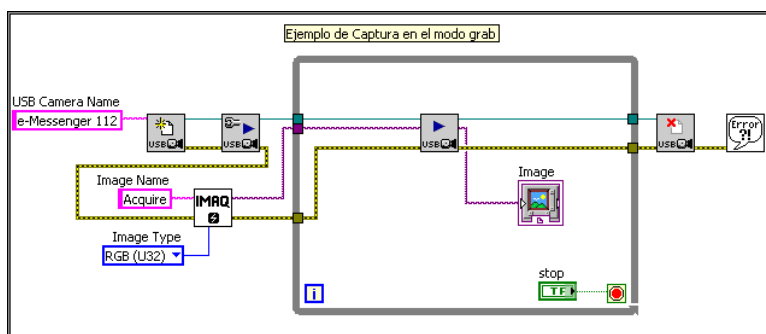 Ejemplo de Captura en el modo grab
USB Camera Name
e-Messenger 112
USB
USB
USB
USB
Error
?!
Image Name
Acquire
IMAQ
Image
Image Type
RGB (U32)
stop
TF
i